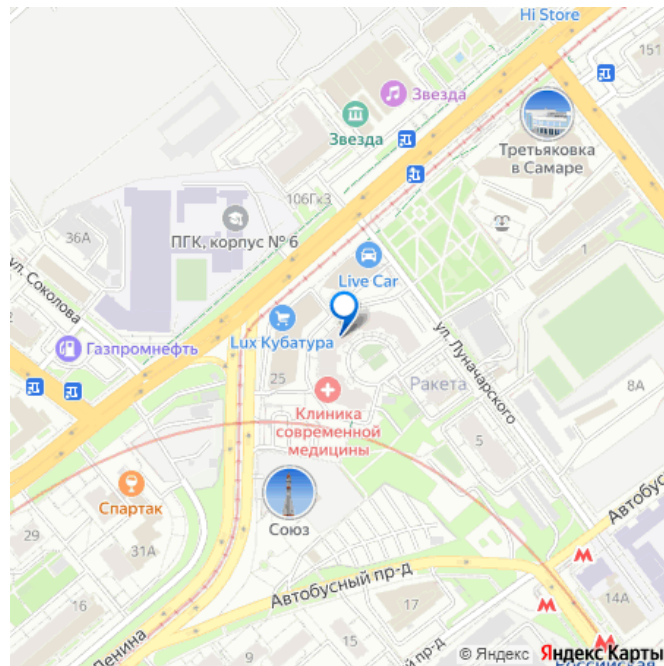 Hi Store
151
Звезда
Звезда
Третьяковка
в Самаре
106Гк3
36А
ПГК, корпус № 6
1
ул. Соколова
Live Car
Lux Кубатура
Газпромнефть
ул. Луначарского
25
Ракета
8А
Клиника
современной
медицины
5
Спартак
Союз
29
31А
Автобус
16
Автобусный пр-д
17
14А
Ленина
15
9
пр-д
© Яндекс Яндекс Карты